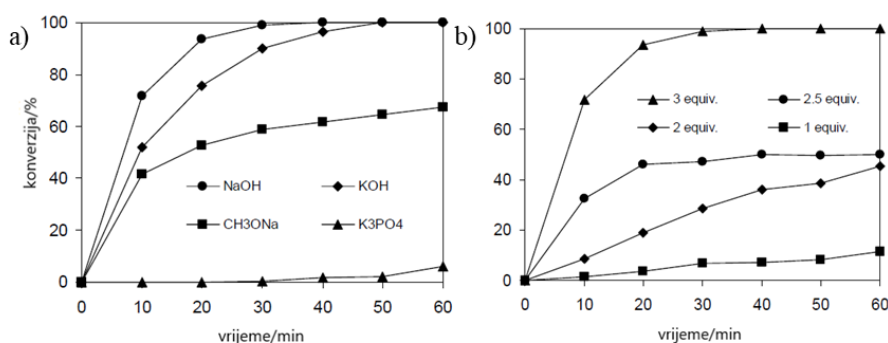 a)
konverzija/%
100
80
60
40
20
0
NaOH
KOH
CH3ONa
K3PO4
0 10 20 30 40 50 60
vrijeme/min
b)
100
80
60
40
20
0
3 equiv.
2.5 equiv.
2 equiv.
1 equiv.
0 10 20 30 40 50 60
vrijeme/min